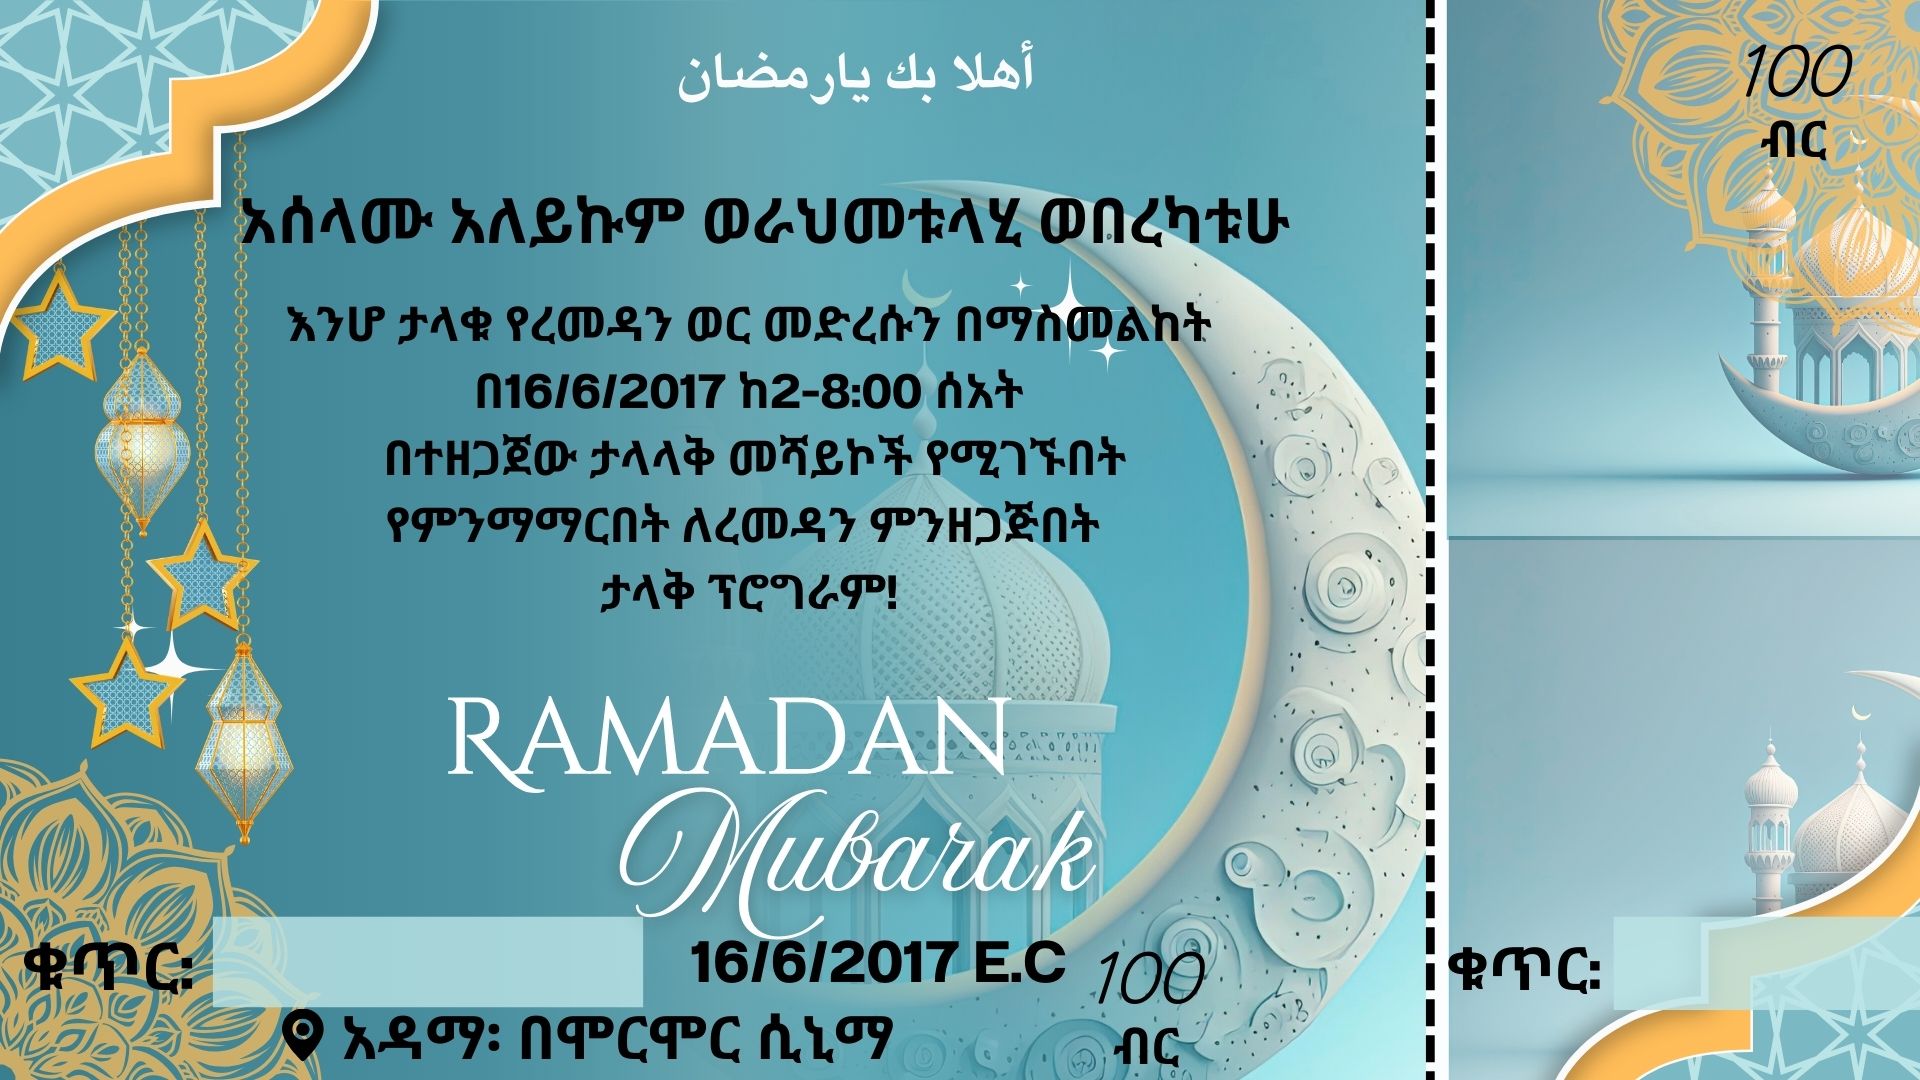 أهلا بك يارمضان
አሰላሙ አለይኩም ወራህመቱላሂ ወበረካቱሁ
እንሆ ታላቁ የረመዳን ወር መድረሱን በማስመልከት
በ16/6/2017 ከ2-8:00 ሰአት
በተዘጋጀው ታላላቅ መሻይኮች የሚገኙበት
የምንማማርበት ለረመዳን ምንዘጋጅበት
ታላቅ ፕሮግራም!
RAMADAN
Mubarak
ቁጥር:
16/6/2017 E.C
100
ብር
አዳማ፡ በሞርሞር ሲኒማ
100
ብር
ቁጥር: